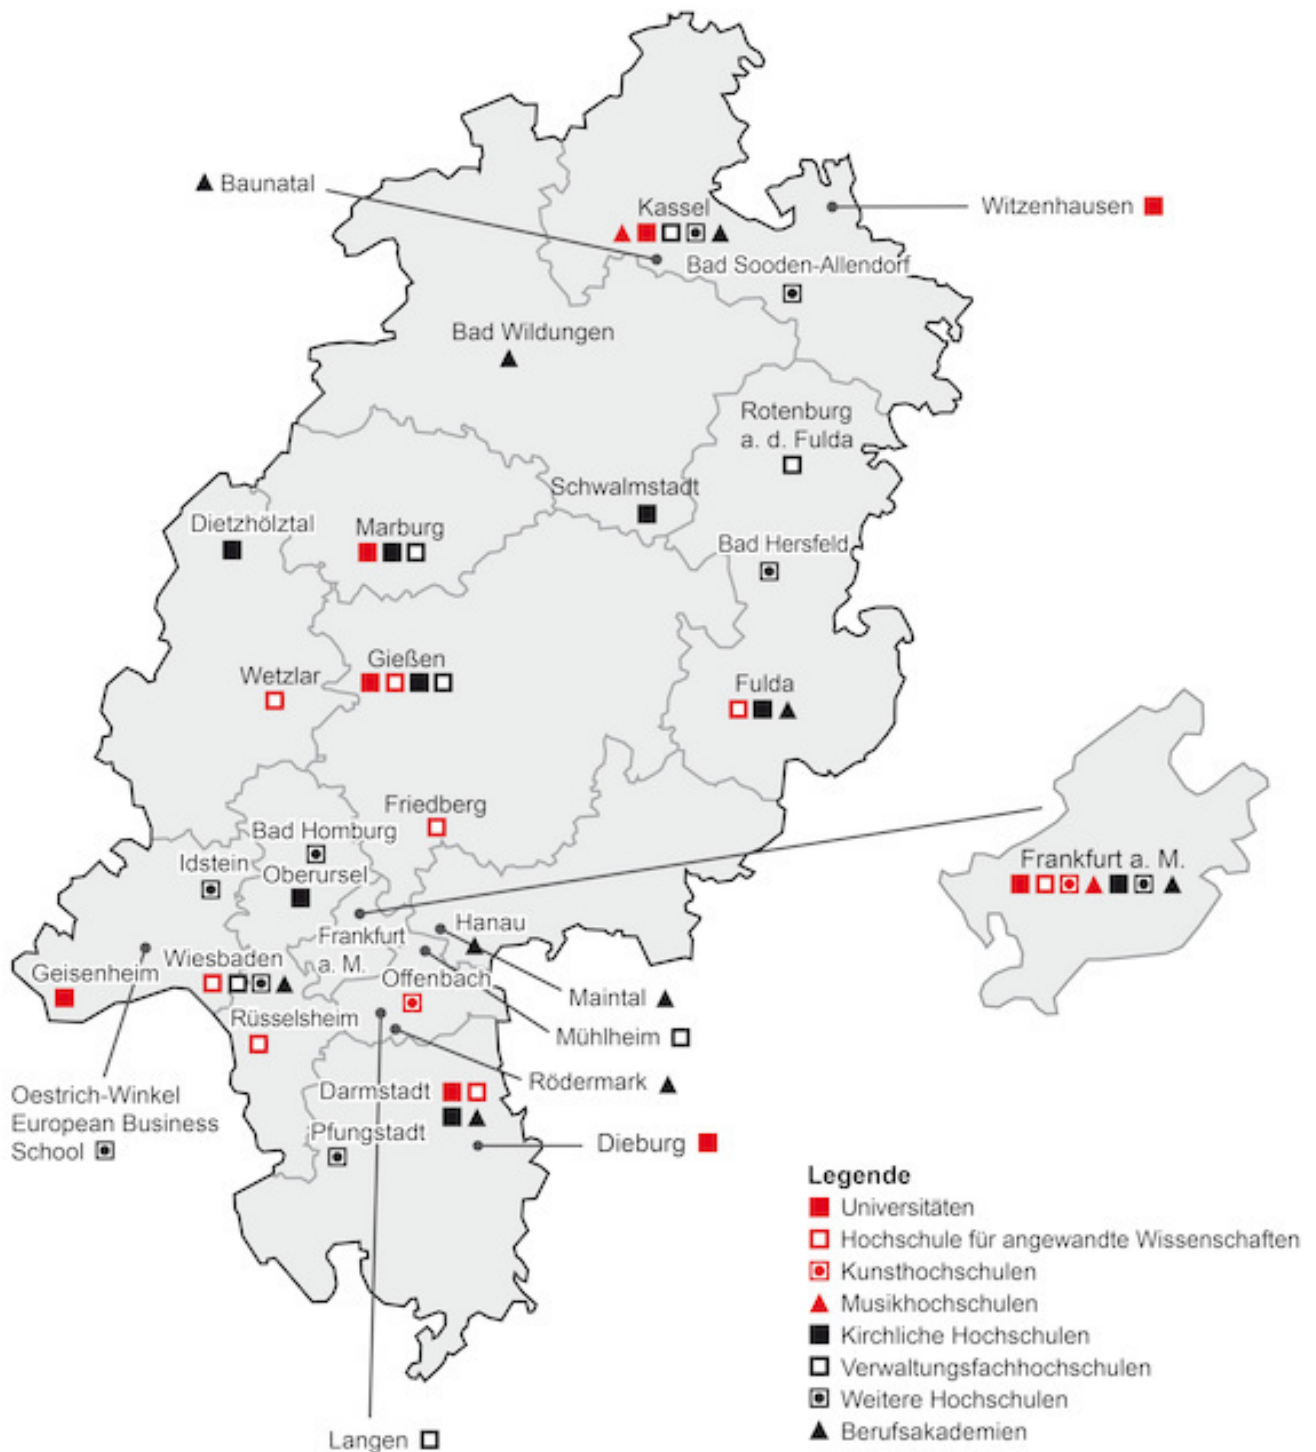 Baunatal
Kassel
Witzenhausen
Bad Sooden-Allendorf
Bad Wildungen
Rotenburg
a. d. Fulda
Schwalmstadt
Dietzhölztal
Marburg
Bad Hersfeld
Wetzlar
Gießen
Fulda
Friedberg
Bad Homburg
Idstein
Oberursel
Frankfurt a. M.
Hanau
Frankfurt
a. M.
Wiesbaden
Geisenheim
Offenbach
Maintal
Rüsselsheim
Mühlheim
Rödermark
Oestrich-Winkel
European Business
School
Darmstadt
Pfungstadt
Dieburg
Langen
Legende
Universitäten
Hochschule für angewandte Wissenschaften
Kunsthochschulen
Musikhochschulen
Kirchliche Hochschulen
Verwaltungsfachhochschulen
Weitere Hochschulen
Berufsakademien